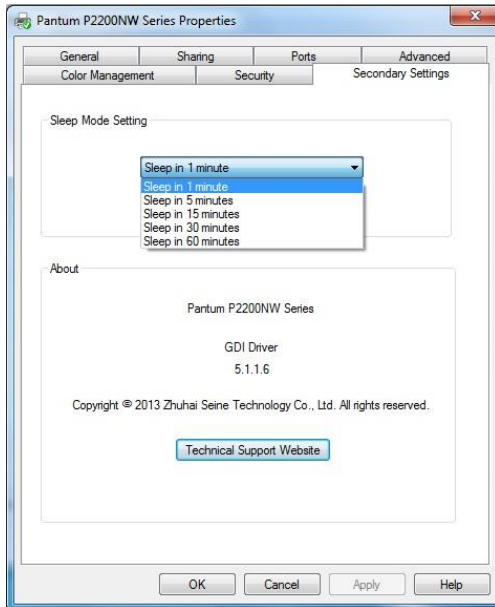 Pantum P2200NW Series Properties
General Sharing Ports Advanced
Color Management Security Secondary Settings
Sleep Mode Setting
Sleep in 1 minute
Sleep in 1 minute
Sleep in 5 minutes
Sleep in 15 minutes
Sleep in 30 minutes
Sleep in 60 minutes
About
Pantum P2200NW Series
GDI Driver
5.1.1.6
Copyright © 2013 Zhuhai Seine Technology Co., Ltd. All rights reserved.
Technical Support Website
OK Cancel Apply Help